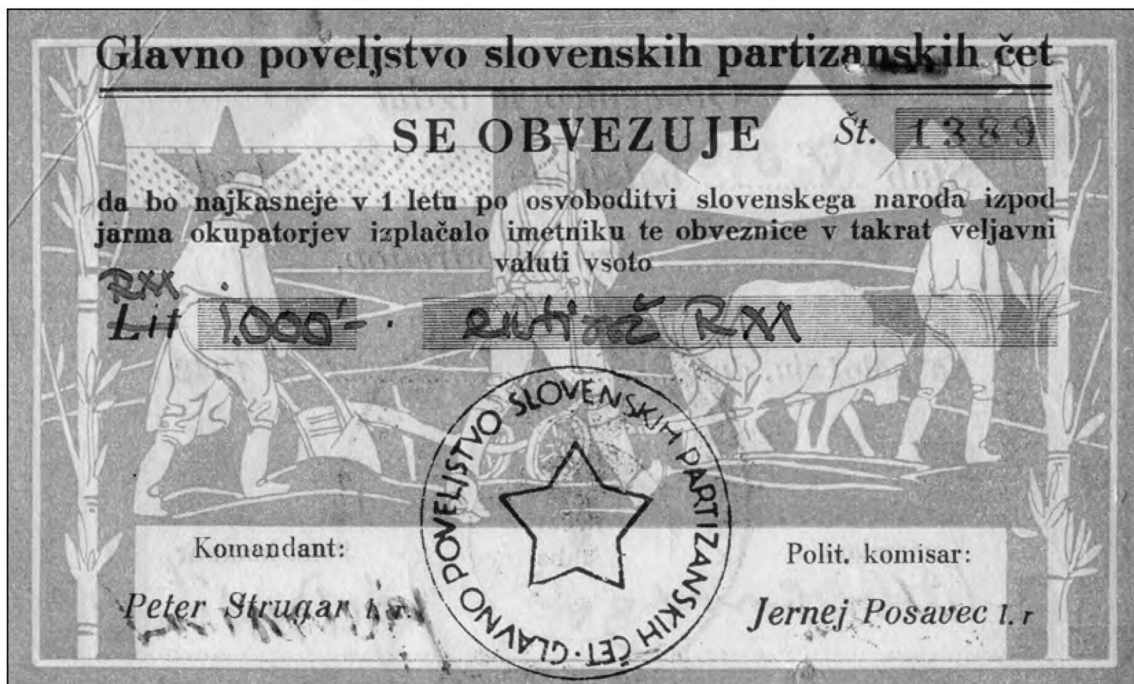 Glavno poveljstvo slovenskih partizanskih čet
SE OBVEZUJE Št. 1389
da bo najkasneje v 1 letu po osvoboditvi slovenskega naroda izpod
jarma okupatorjev izplačalo imetniku te obveznice v takrat veljavni
valuti vsoto
RM
Lit 1.000'-. RM
GLAVNO POVELJSTVO SLOVENSKIH PARTIZANSKIH ČET ·
Komandant: Polit. komisar:
Peter Strugar l. r. Jernej Posavec l. r